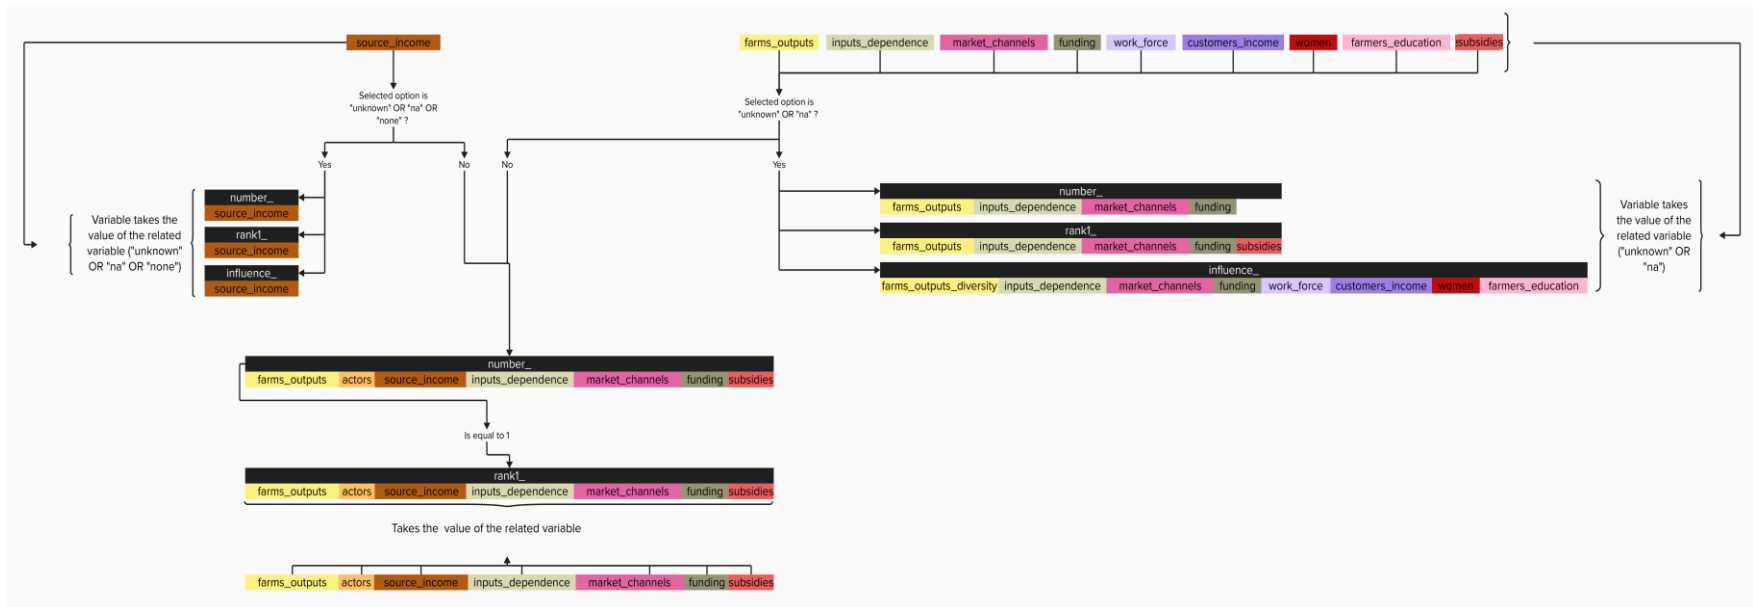 source_income
farms_outputs inputs_dependence market_channels funding work_force customers_income women farmers_education subsidies
Selected option is
"unknown" OR "na" OR
"none" ?
Selected option is
"unknown" OR "na" ?
Yes
No
No
Yes
Variable takes the
value of the related
variable ("unknown"
OR "na" OR "none")
number_
source_income
rank1_
source_income
influence_
source_income
number_
farms_outputs inputs_dependence market_channels funding
rank1_
farms_outputs inputs_dependence market_channels funding subsidies
influence_
farms_outputs_diversity inputs_dependence market_channels funding work_force customers_income women farmers_education
Variable takes
the value of the
related variable
("unknown" OR
"na")
number_
farms_outputs actors source_income inputs_dependence market_channels funding subsidies
Is equal to 1
rank1_
farms_outputs actors source_income inputs_dependence market_channels funding subsidies
Takes the value of the related variable
farms_outputs actors source_income inputs_dependence market_channels funding subsidies